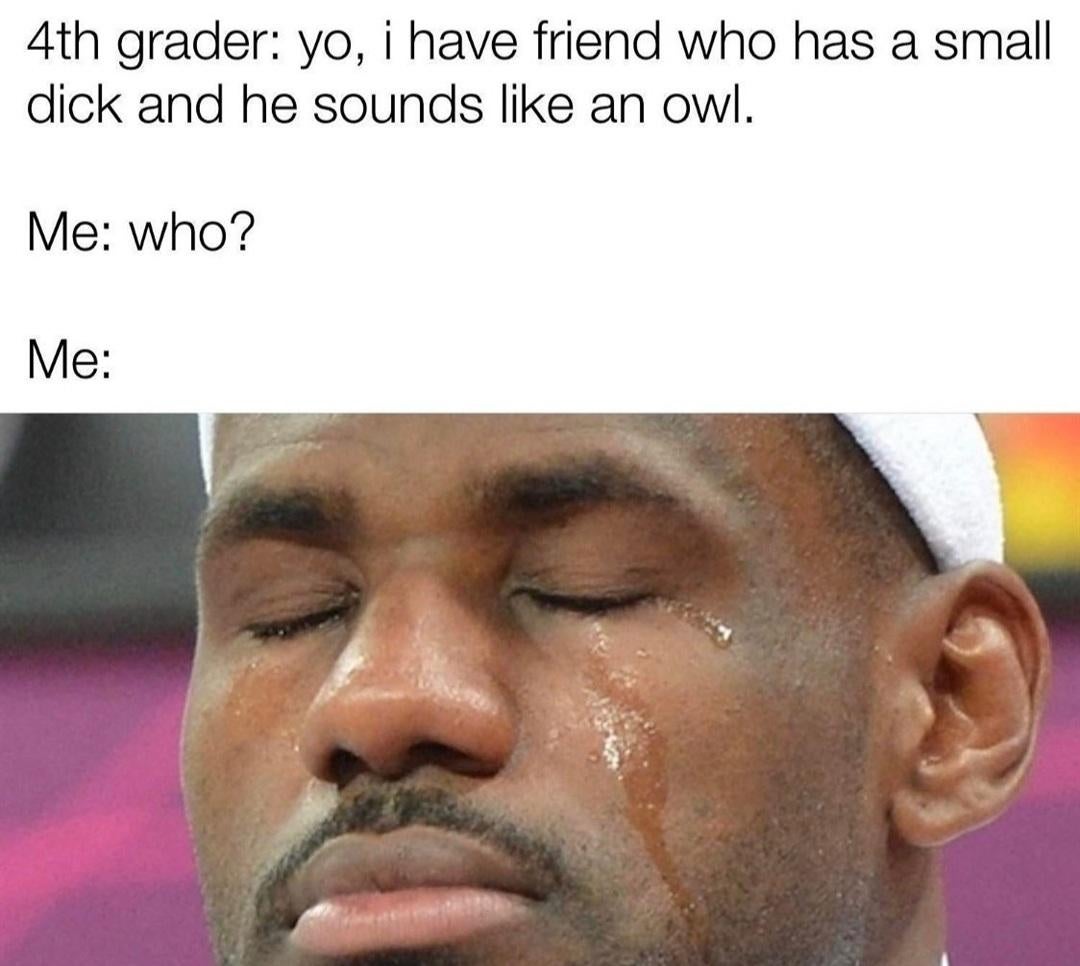 4th grader: yo, i have friend who has a small
dick and he sounds like an owl.
Me: who?
Me: